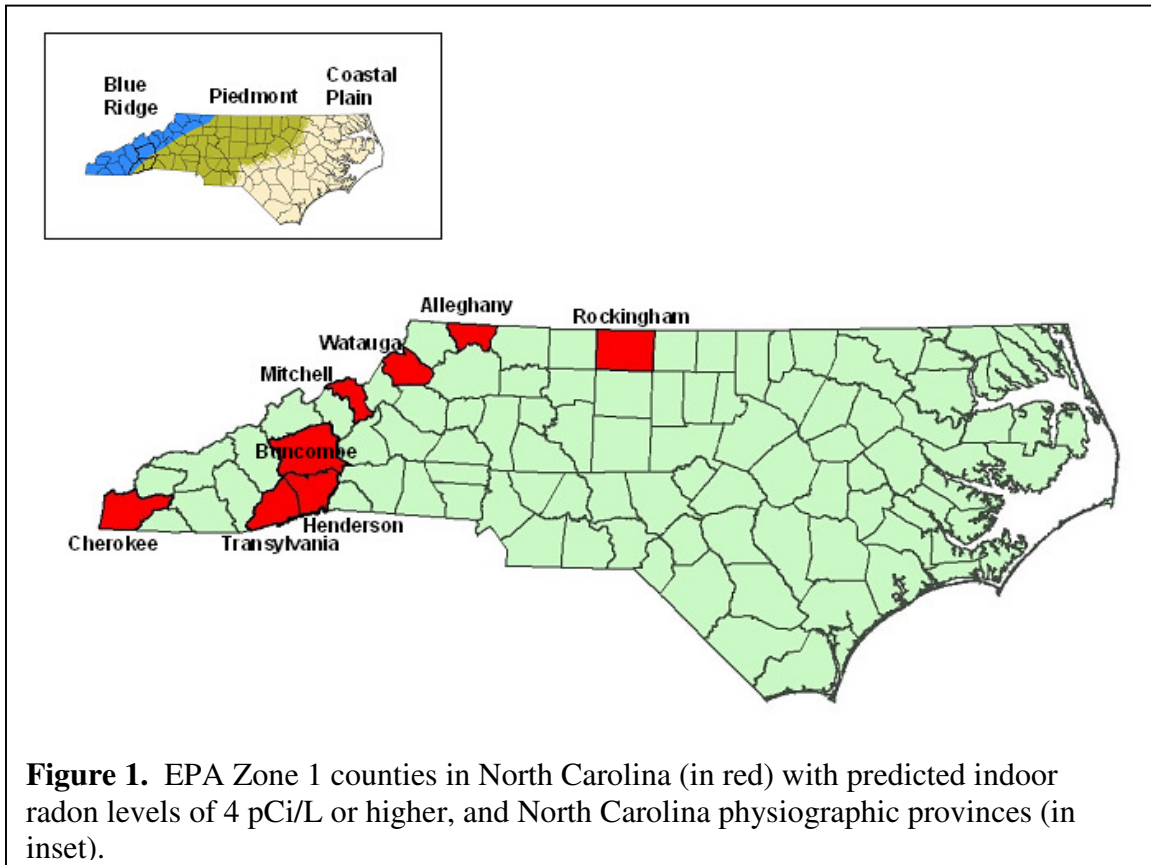 Blue
Ridge
Piedmont
Coastal
Plain
Alleghany
Rockingham
Watauga
Mitchell
Buncombe
Henderson
Cherokee
Transylvania
Figure 1. EPA Zone 1 counties in North Carolina (in red) with predicted indoor
radon levels of 4 pCi/L or higher, and North Carolina physiographic provinces (in
inset).